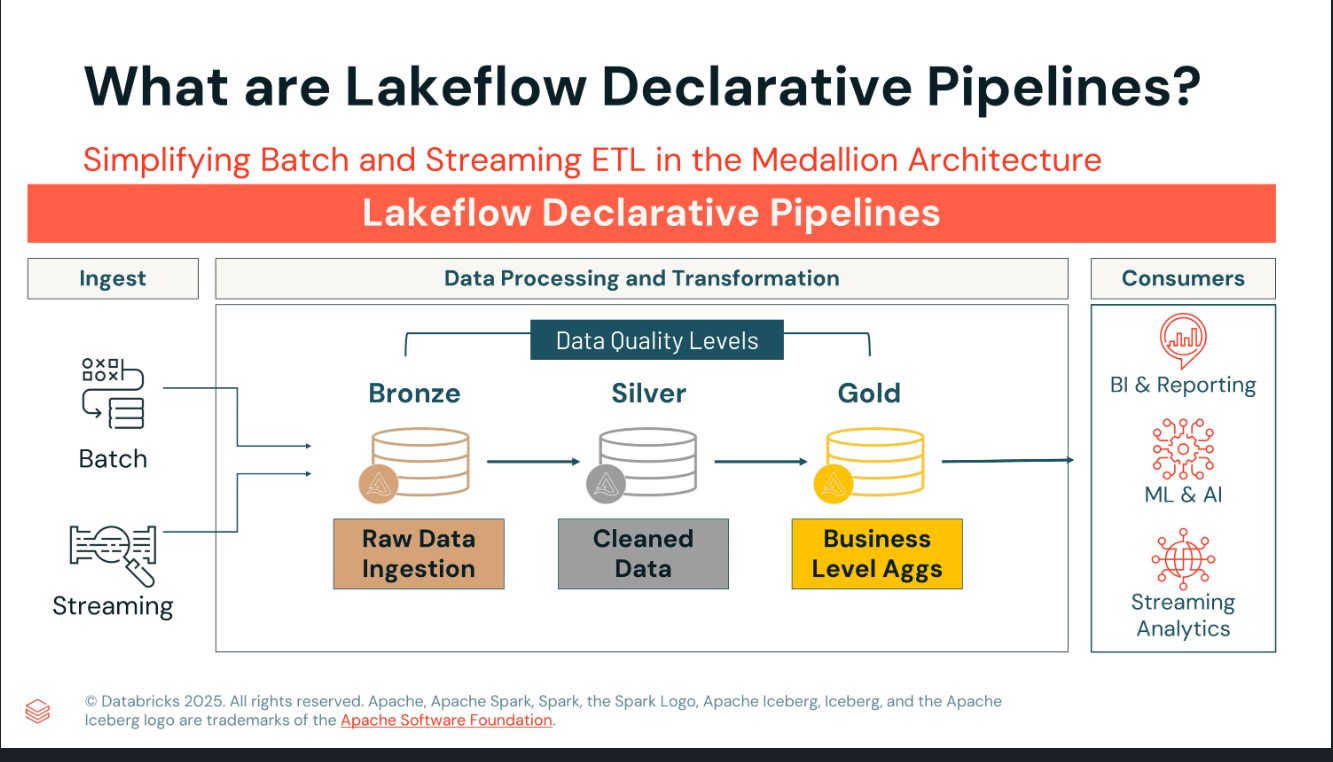 What are Lakeflow Declarative Pipelines?
Simplifying Batch and Streaming ETL in the Medallion Architecture
Lakeflow Declarative Pipelines
Ingest
Data Processing and Transformation
Consumers
Batch
Streaming
Data Quality Levels
Bronze
Silver
Gold
Raw Data
Ingestion
Cleaned
Data
Business
Level Aggs
BI & Reporting
ML & AI
Streaming
Analytics
© Databricks 2025. All rights reserved. Apache, Apache Spark, Spark, the Spark Logo, Apache Iceberg, Iceberg, and the Apache
Iceberg logo are trademarks of the Apache Software Foundation.